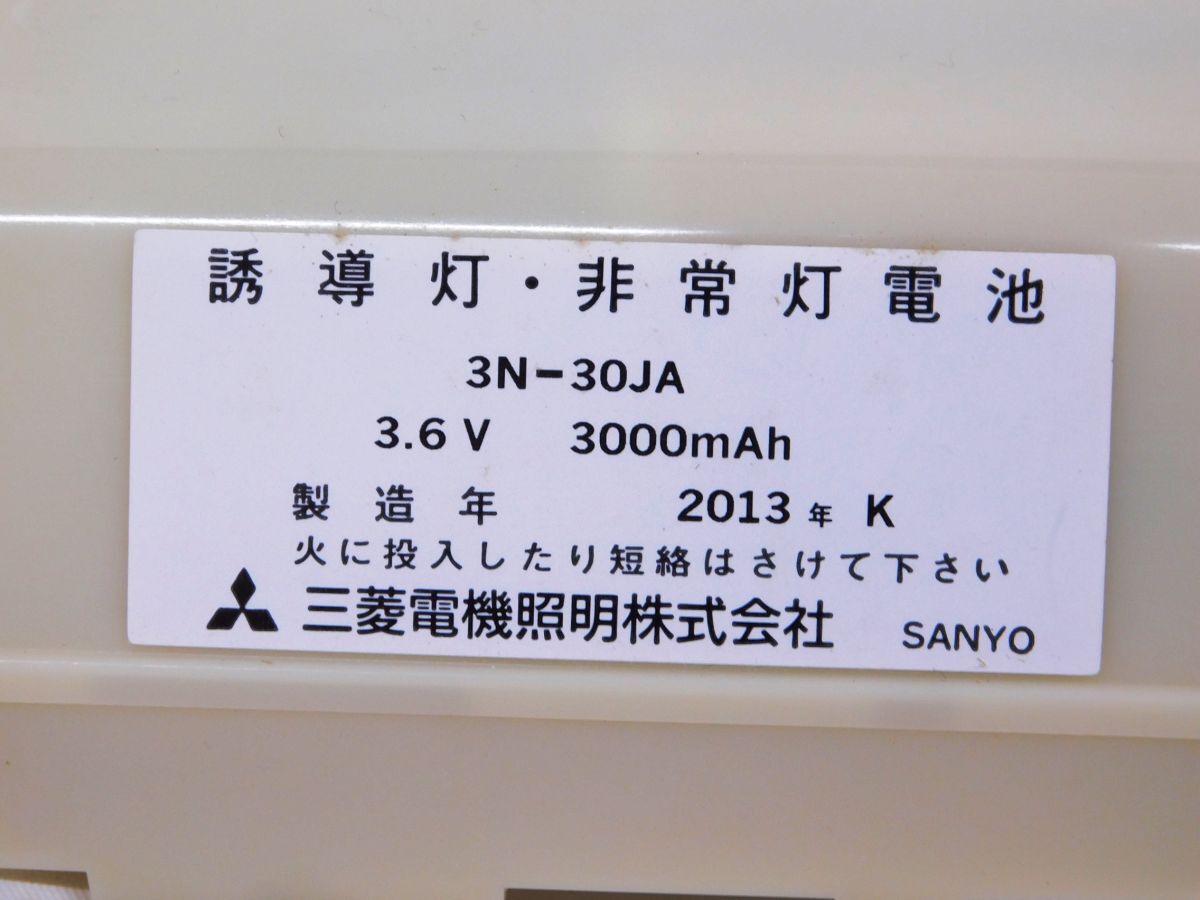 誘導灯・非常灯電池
3N-30JA
3.6V 3000mAh
製造年 2013年 K
火に投入したり短絡はさけて下さい
三菱電機照明株式会社 SANYO